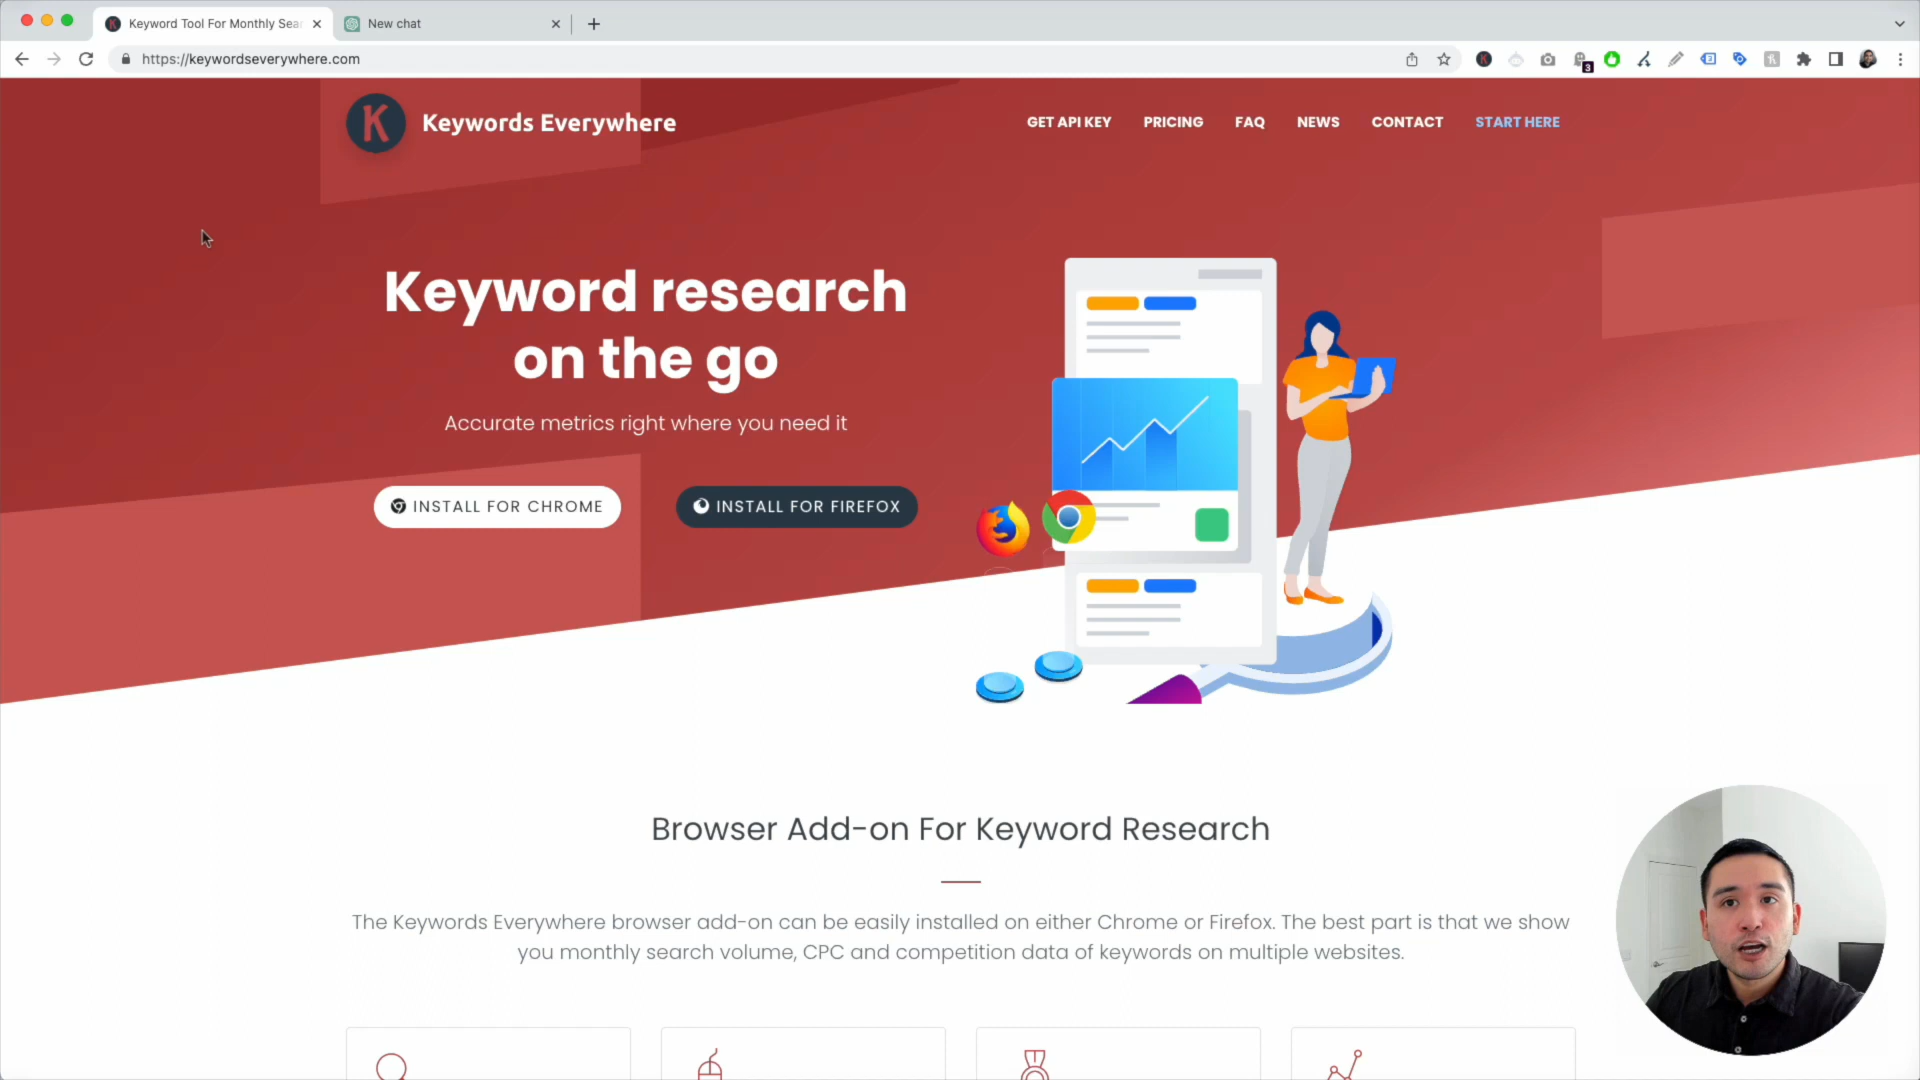 Keyword Tool For Monthly Sea
New chat
https://keywordseverywhere.com
3
K
Keywords Everywhere
GET API KEY
PRICING
FAQ
NEWS
CONTACT
START HERE
Keyword research
on the go
Accurate metrics right where you need it
INSTALL FOR CHROME
INSTALL FOR FIREFOX
Browser Add-on For Keyword Research
The Keywords Everywhere browser add-on can be easily installed on either Chrome or Firefox. The best part is that we show
you monthly search volume, CPC and competition data of keywords on multiple websites.